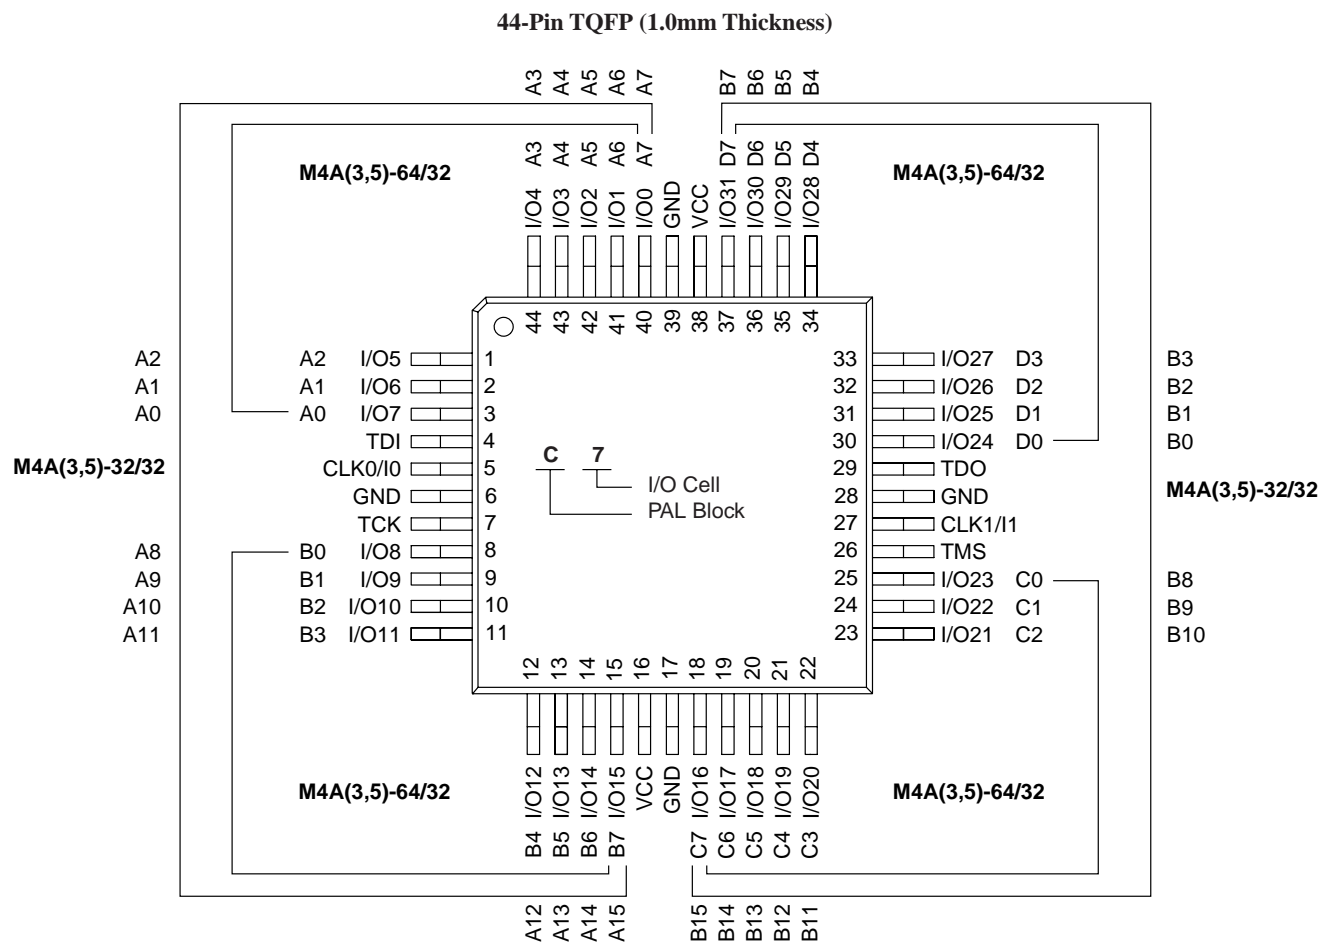 44-Pin TQFP (1.0mm Thickness)
A3 A4 A5 A6 A7 B7 B6 B5 B4
A3 A4 A5 A6 A7 D7 D6 D5 D4
M4A(3,5)-64/32 M4A(3,5)-64/32
I/O4 I/O3 I/O2 I/O1 I/O0 GND VCC I/O31 I/O30 I/O29 I/O28
44 43 42 41 40 39 38 37 36 35 34
A2 A2 I/O5 1 33 I/O27 D3 B3
A1 A1 I/O6 2 32 I/O26 D2 B2
A0 A0 I/O7 3 31 I/O25 D1 B1
TDI 4 30 I/O24 D0 B0
M4A(3,5)-32/32 CLK0/I0 5 C 7 29 TDO
GND 6 I/O Cell 28 GND M4A(3,5)-32/32
TCK 7 PAL Block 27 CLK1/I1
A8 B0 I/O8 8 26 TMS
A9 B1 I/O9 9 25 I/O23 C0 B8
A10 B2 I/O10 10 24 I/O22 C1 B9
A11 B3 I/O11 11 23 I/O21 C2 B10
12 13 14 15 16 17 18 19 20 21 22
I/O12 I/O13 I/O14 I/O15 VCC GND I/O16 I/O17 I/O18 I/O19 I/O20
M4A(3,5)-64/32 M4A(3,5)-64/32
B4 B5 B6 B7 C7 C6 C5 C4 C3
A12 A13 A14 A15 B15 B14 B13 B12 B11